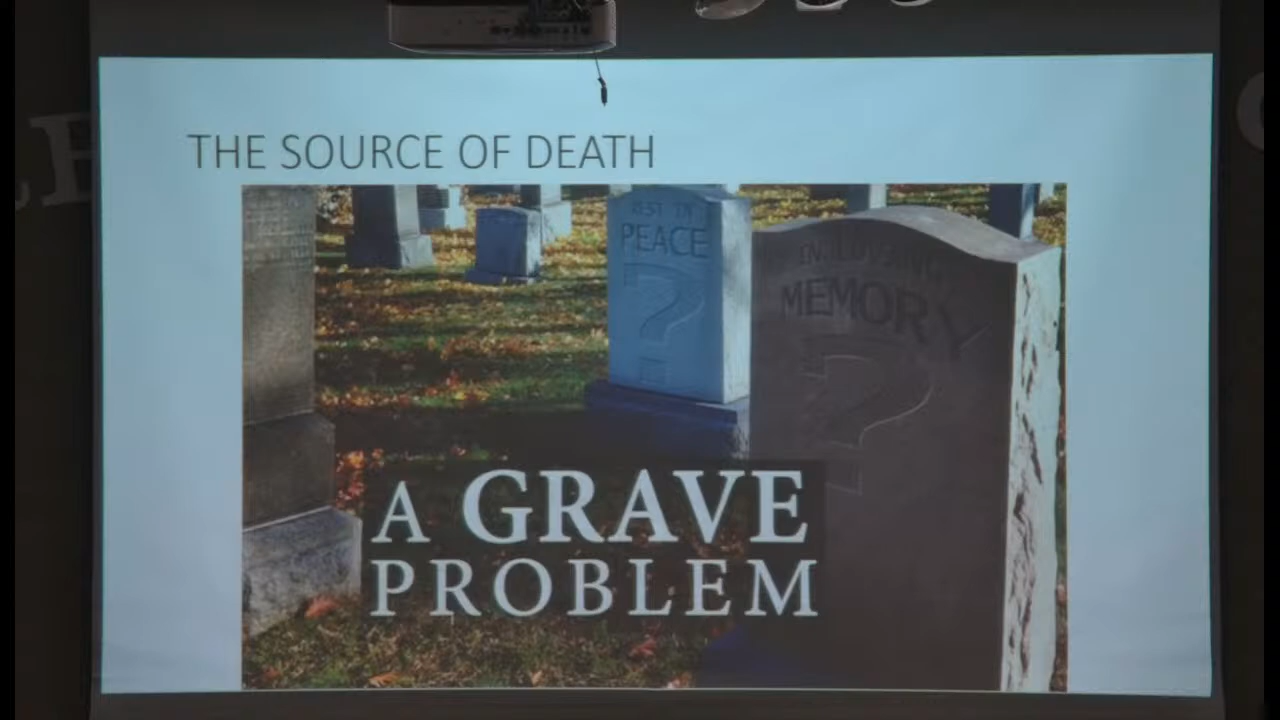 THE SOURCE OF DEATH
REST IN
PEACE
?
IN LOVING
MEMORY
?
A GRAVE
PROBLEM